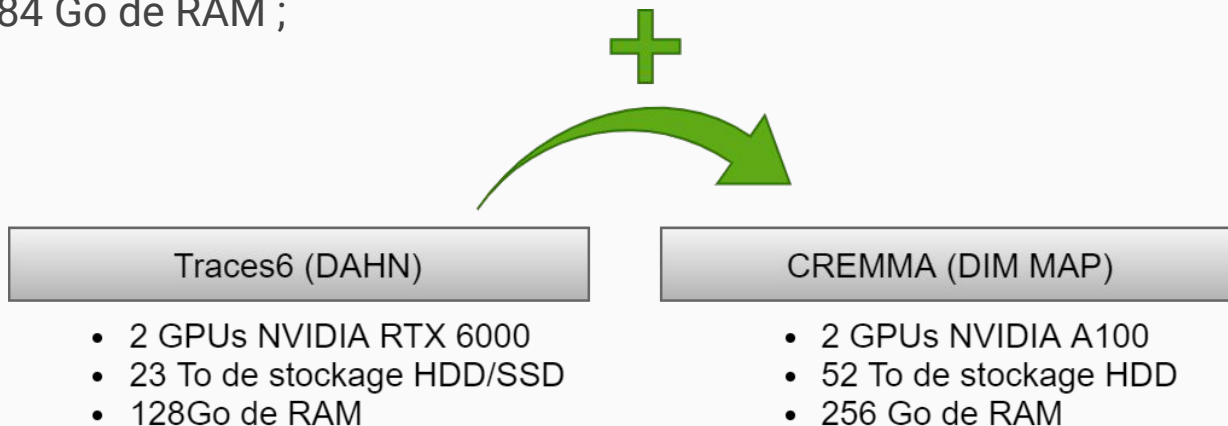 84 Go de RAM ;
Traces6 (DAHN)
• 2 GPUs NVIDIA RTX 6000
• 23 To de stockage HDD/SSD
• 128Go de RAM
CREMMA (DIM MAP)
• 2 GPUs NVIDIA A100
• 52 To de stockage HDD
• 256 Go de RAM